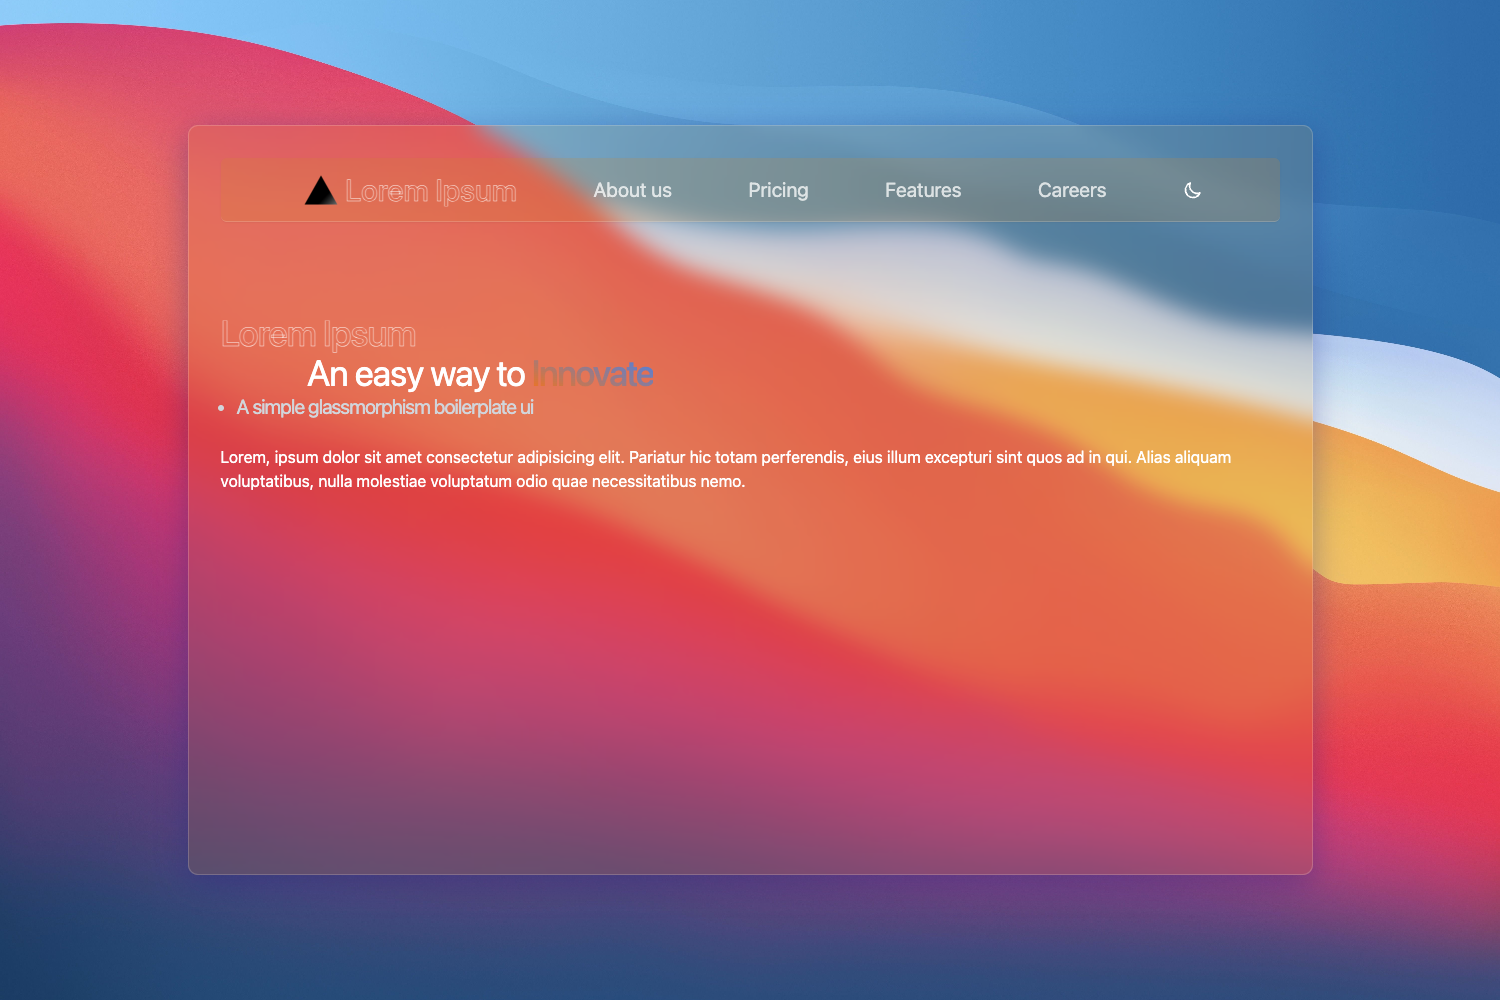 Lorem Ipsum About us Pricing Features Careers
Lorem Ipsum
An easy way to Innovate
• A simple glassmorphism boilerplate ui
Lorem, ipsum dolor sit amet consectetur adipisicing elit. Pariatur hic totam perferendis, eius illum excepturi sint quos ad in qui. Alias aliquam
voluptatibus, nulla molestiae voluptatum odio quae necessitatibus nemo.